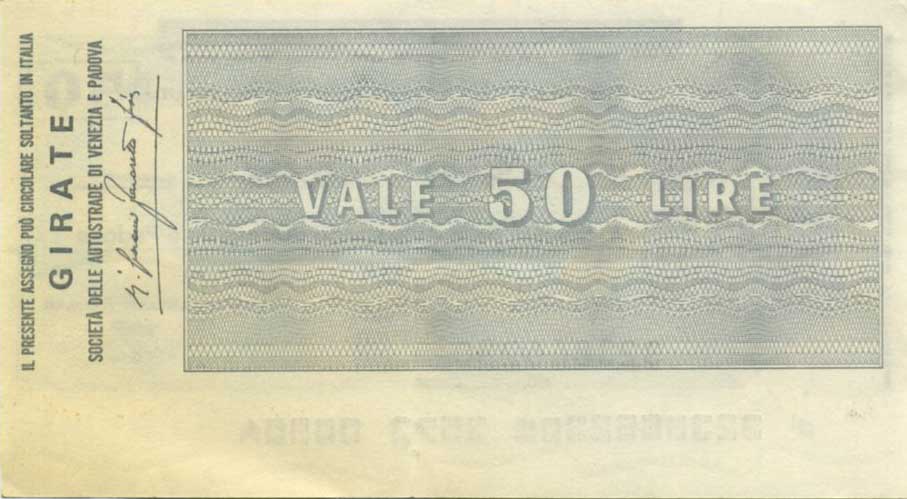 IL PRESENTE ASSEGNO PUÒ CIRCOLARE SOLTANTO IN ITALIA
GIRATE
SOCIETÀ DELLE AUTOSTRADE DI VENEZIA E PADOVA
VALE 50 LIRE